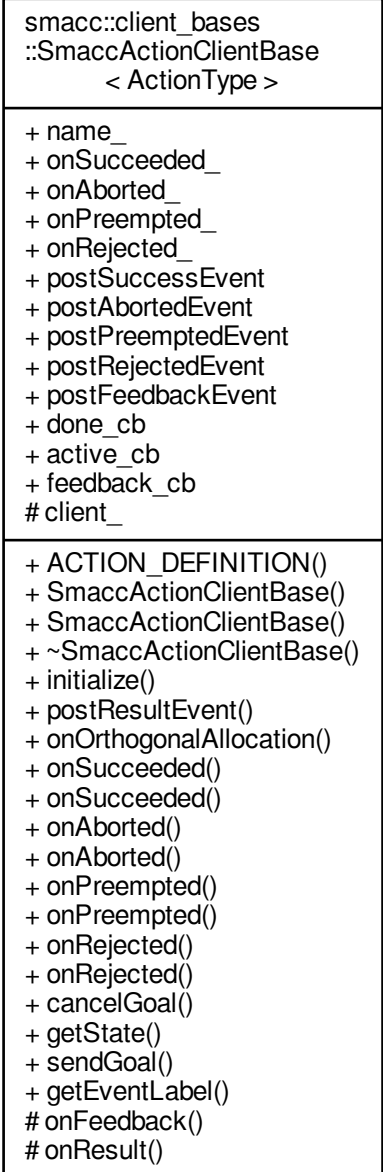 smacc::client_bases
::SmaccActionClientBase
< ActionType >
+ name_
+ onSucceeded_
+ onAborted_
+ onPreempted_
+ onRejected_
+ postSuccessEvent
+ postAbortedEvent
+ postPreemptedEvent
+ postRejectedEvent
+ postFeedbackEvent
+ done_cb
+ active_cb
+ feedback_cb
# client_
+ ACTION_DEFINITION()
+ SmaccActionClientBase()
+ SmaccActionClientBase()
+ ~SmaccActionClientBase()
+ initialize()
+ postResultEvent()
+ onOrthogonalAllocation()
+ onSucceeded()
+ onSucceeded()
+ onAborted()
+ onAborted()
+ onPreempted()
+ onPreempted()
+ onRejected()
+ onRejected()
+ cancelGoal()
+ getState()
+ sendGoal()
+ getEventLabel()
# onFeedback()
# onResult()